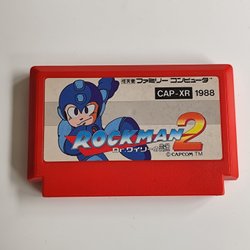 任天堂 ファミリー コンピュータ
CAP-XR 1988
ROCKMAN 2
Dr.ワイリーの謎
©CAPCOM TM